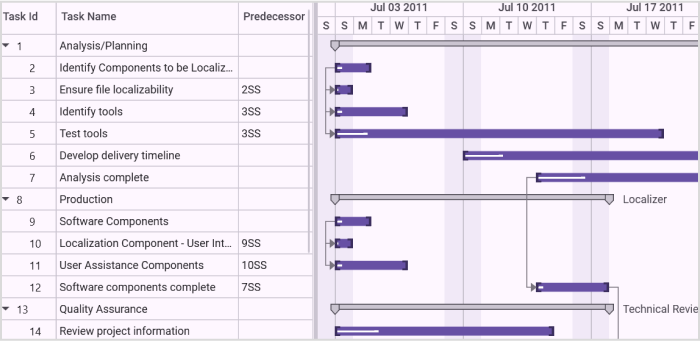 Task Id Task Name Predecessor Jul 03 2011 Jul 10 2011 Jul 17 2011
S S M T W T F S S M T W T F S S M T W T F
1 Analysis/Planning
2 Identify Components to be Localiz...
3 Ensure file localizability 2SS
4 Identify tools 3SS
5 Test tools 3SS
6 Develop delivery timeline
7 Analysis complete
8 Production Localizer
9 Software Components
10 Localization Component - User Int... 9SS
11 User Assistance Components 10SS
12 Software components complete 7SS
13 Quality Assurance Technical Revie
14 Review project information